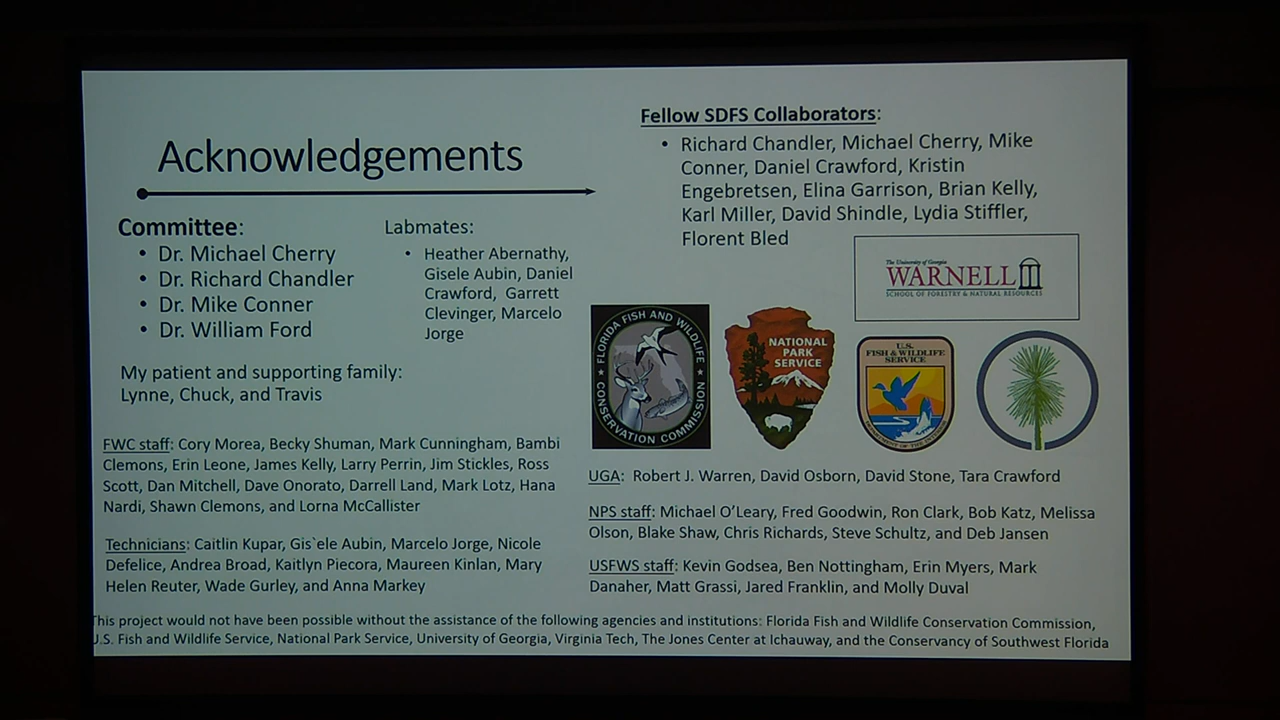 Acknowledgements
Committee:
• Dr. Michael Cherry
• Dr. Richard Chandler
• Dr. Mike Conner
• Dr. William Ford
Labmates:
• Heather Abernathy,
Gisele Aubin, Daniel
Crawford, Garrett
Clevinger, Marcelo
Jorge
My patient and supporting family:
Lynne, Chuck, and Travis
FWC staff: Cory Morea, Becky Shuman, Mark Cunningham, Bambi
Clemons, Erin Leone, James Kelly, Larry Perrin, Jim Stickles, Ross
Scott, Dan Mitchell, Dave Onorato, Darrell Land, Mark Lotz, Hana
Nardi, Shawn Clemons, and Lorna McCallister
Technicians: Caitlin Kupar, Gis`ele Aubin, Marcelo Jorge, Nicole
Defelice, Andrea Broad, Kaitlyn Piecora, Maureen Kinlan, Mary
Helen Reuter, Wade Gurley, and Anna Markey
Fellow SDFS Collaborators:
• Richard Chandler, Michael Cherry, Mike
Conner, Daniel Crawford, Kristin
Engebretsen, Elina Garrison, Brian Kelly,
Karl Miller, David Shindle, Lydia Stiffler,
Florent Bled
The University of Georgia
WARNELL
SCHOOL OF FORESTRY & NATURAL RESOURCES
FLORIDA FISH AND WILDLIFE
CONSERVATION COMMISSION
NATIONAL
PARK
SERVICE
U.S.
FISH & WILDLIFE
SERVICE
DEPARTMENT OF THE INTERIOR
UGA: Robert J. Warren, David Osborn, David Stone, Tara Crawford
NPS staff: Michael O’Leary, Fred Goodwin, Ron Clark, Bob Katz, Melissa
Olson, Blake Shaw, Chris Richards, Steve Schultz, and Deb Jansen
USFWS staff: Kevin Godsea, Ben Nottingham, Erin Myers, Mark
Danaher, Matt Grassi, Jared Franklin, and Molly Duval
This project would not have been possible without the assistance of the following agencies and institutions: Florida Fish and Wildlife Conservation Commission,
U.S. Fish and Wildlife Service, National Park Service, University of Georgia, Virginia Tech, The Jones Center at Ichauway, and the Conservancy of Southwest Florida